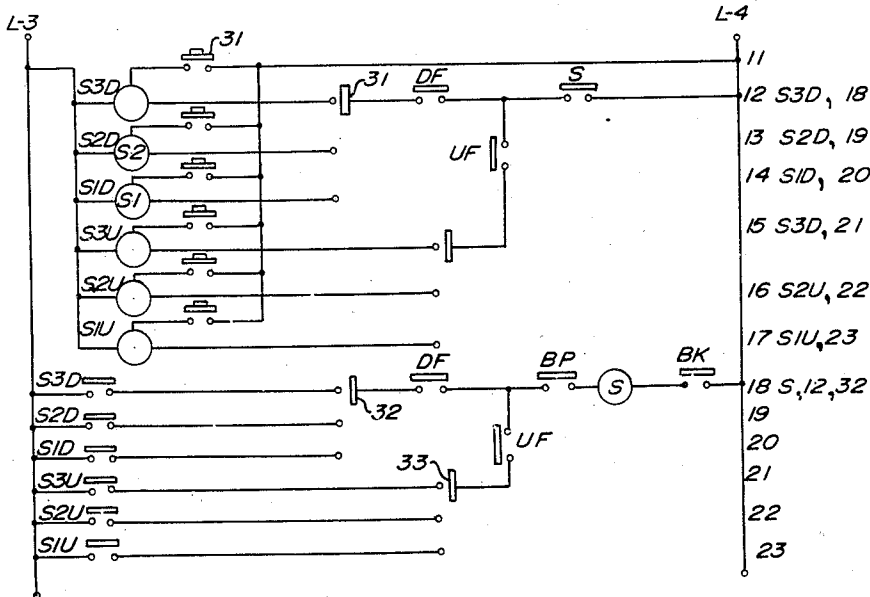 L-3
L-4
31
11
S3D
31
DF
S
12 S3D, 18
S2D
S2
13 S2D, 19
UF
S1D
S1
14 S1D, 20
S3U
15 S3D, 21
S2U
16 S2U, 22
S1U
17 S1U, 23
S3D
DF
BP
S
BK
18 S, 12, 32
32
S2D
19
UF
S1D
20
33
S3U
21
S2U
22
S1U
23